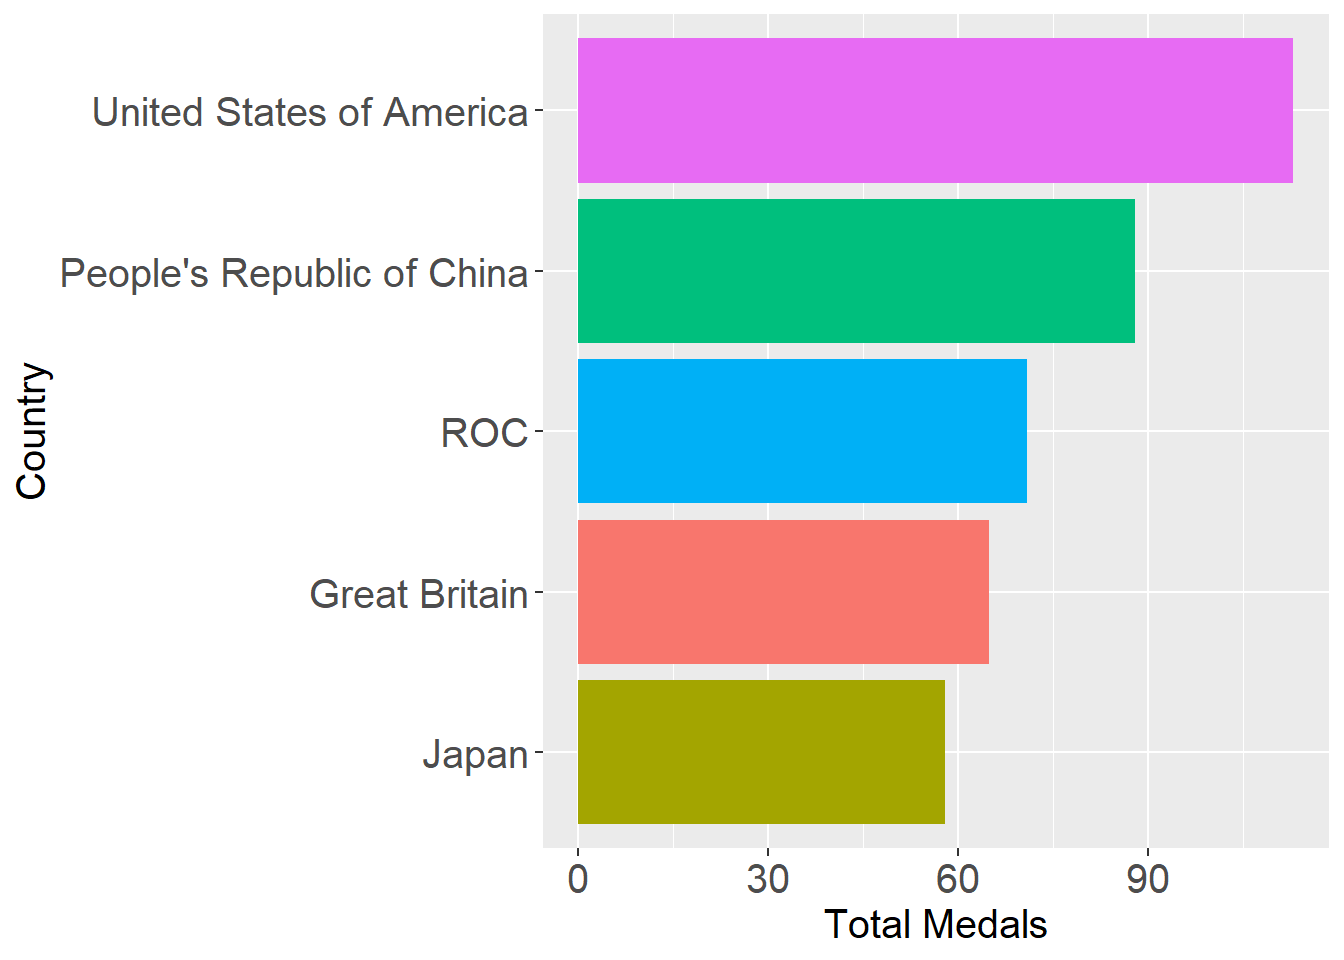 United States of America
People's Republic of China
ROC
Great Britain
Japan
Country
0 30 60 90
Total Medals